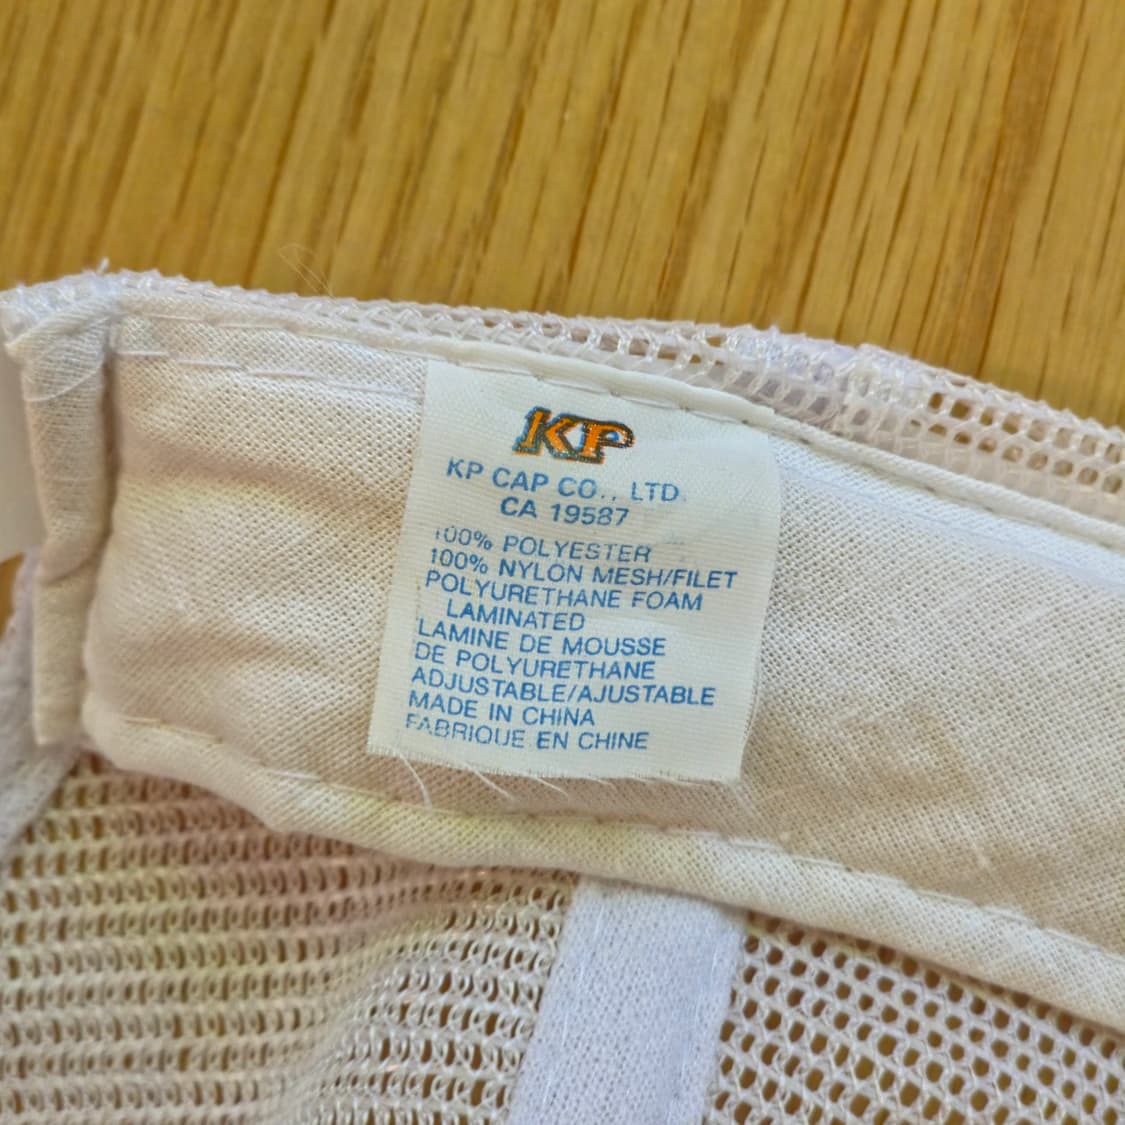 KP
KP CAP CO., LTD.
CA 19587
100% POLYESTER
100% NYLON MESH/FILET
POLYURETHANE FOAM
LAMINATED
LAMINE DE MOUSSE
DE POLYURETHANE
ADJUSTABLE/AJUSTABLE
MADE IN CHINA
FABRIQUE EN CHINE